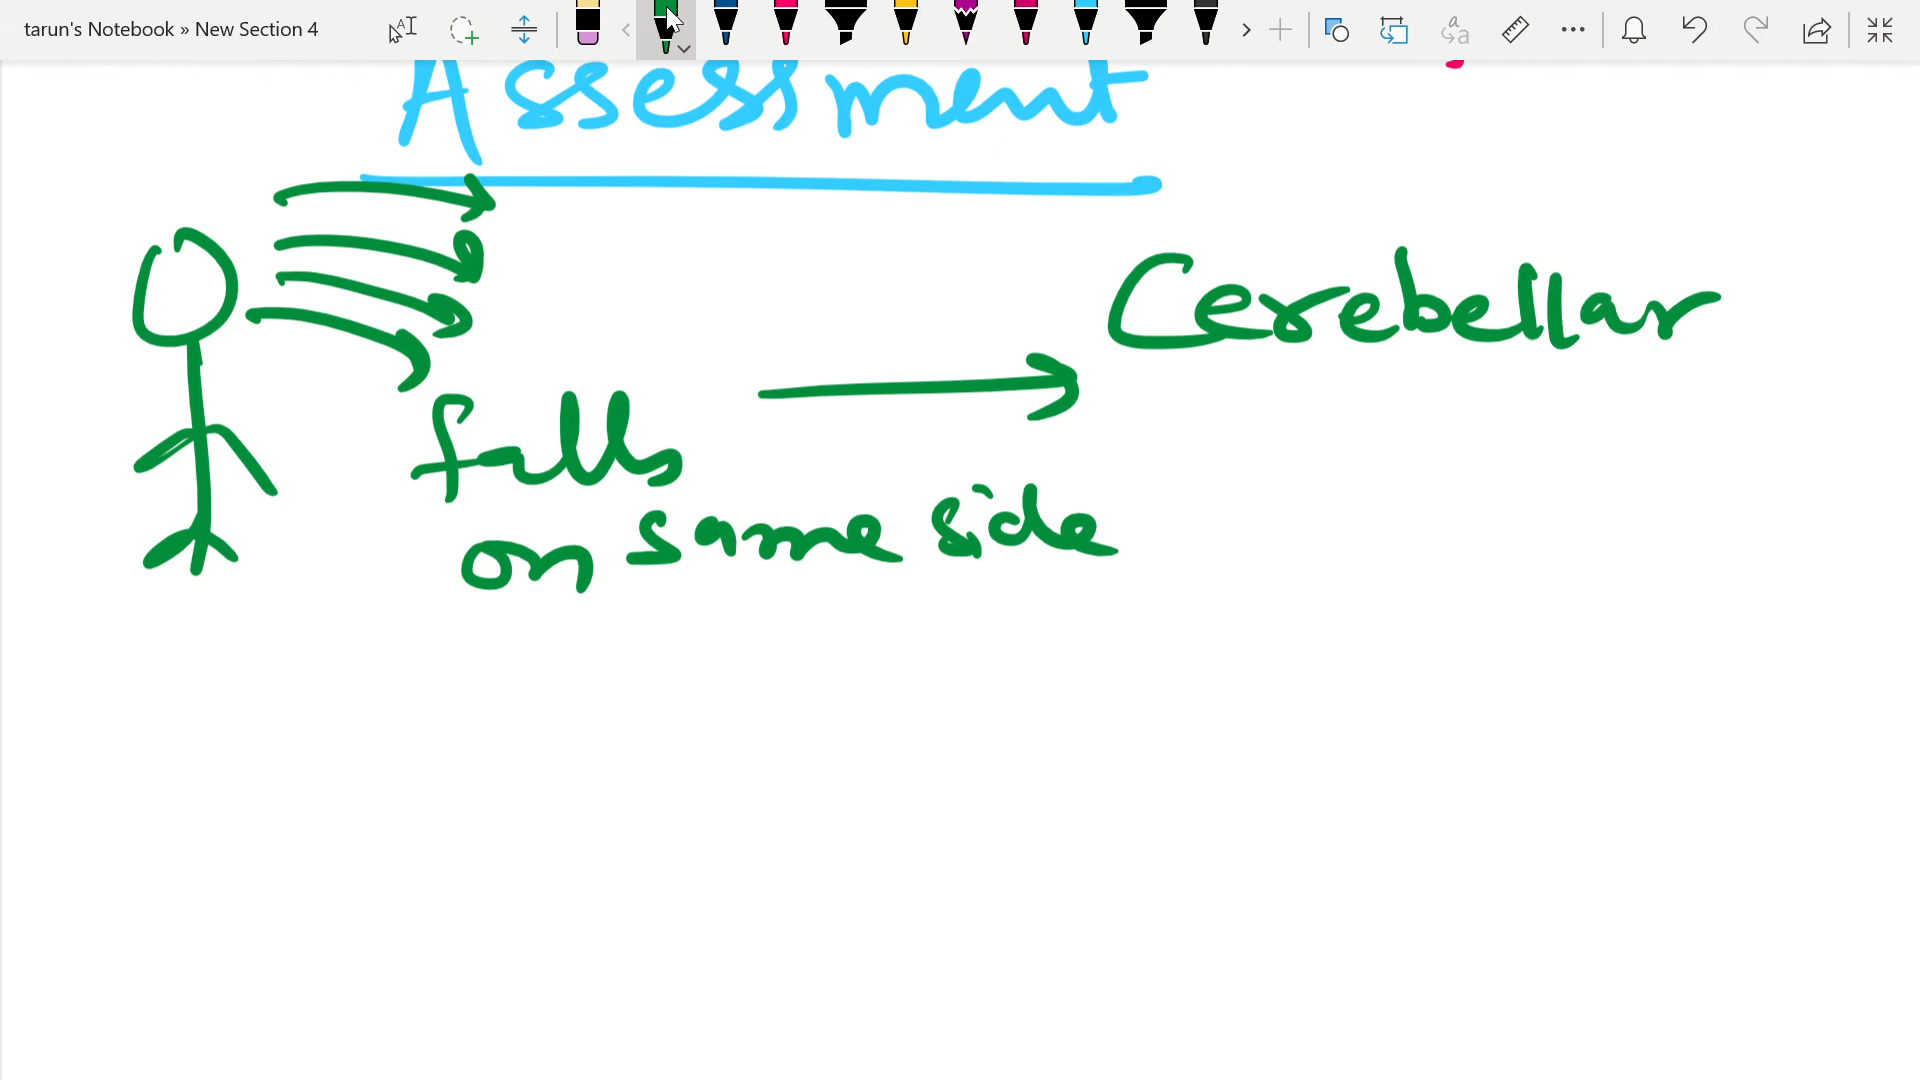 tarun's Notebook » New Section 4
Assessment
Cerebellar
falls
on same side